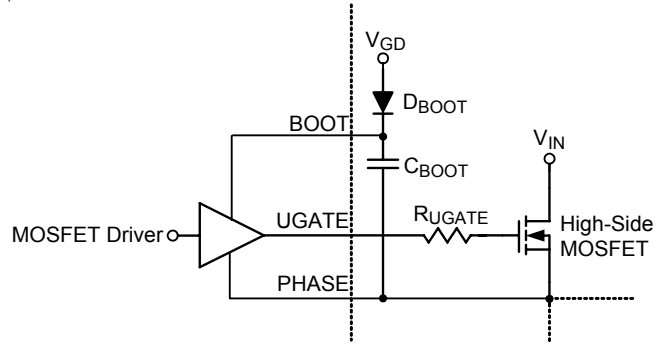 VGD
DBOOT
BOOT
VIN
CBOOT
MOSFET Driver
UGATE
RUGATE
High-Side
MOSFET
PHASE